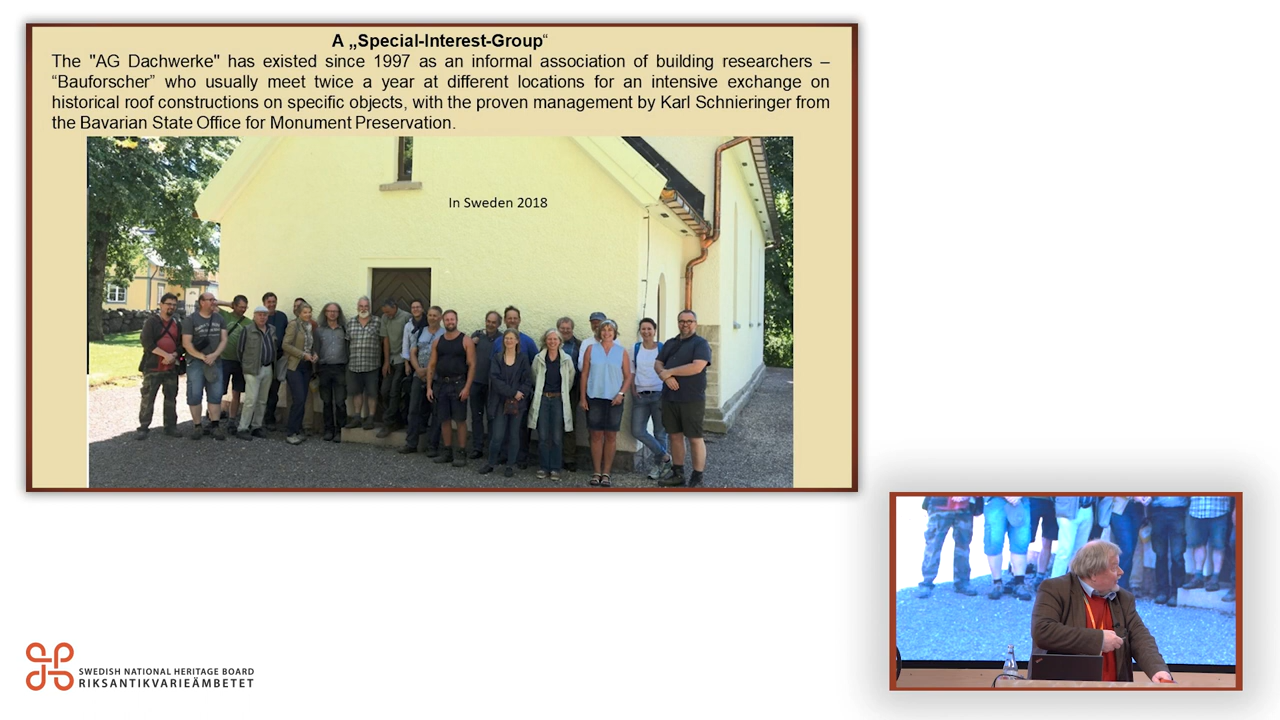 A „Special-Interest-Group“
The "AG Dachwerke" has existed since 1997 as an informal association of building researchers –
“Bauforscher” who usually meet twice a year at different locations for an intensive exchange on
historical roof constructions on specific objects, with the proven management by Karl Schnieringer from
the Bavarian State Office for Monument Preservation.
In Sweden 2018
SWEDISH NATIONAL HERITAGE BOARD
RIKSANTIKVARIEÄMBETET